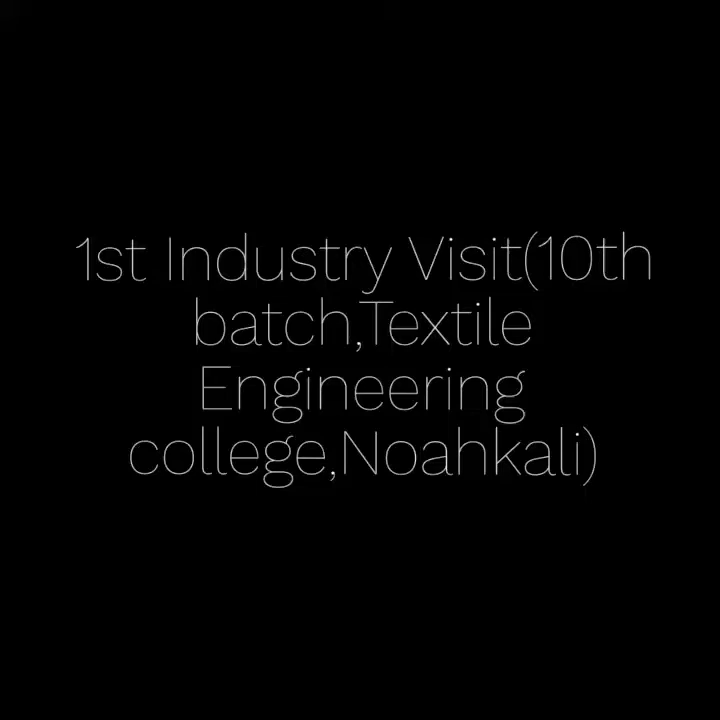 1st Industry Visit(10th
batch,Textile
Engineering
college,Noahkali)